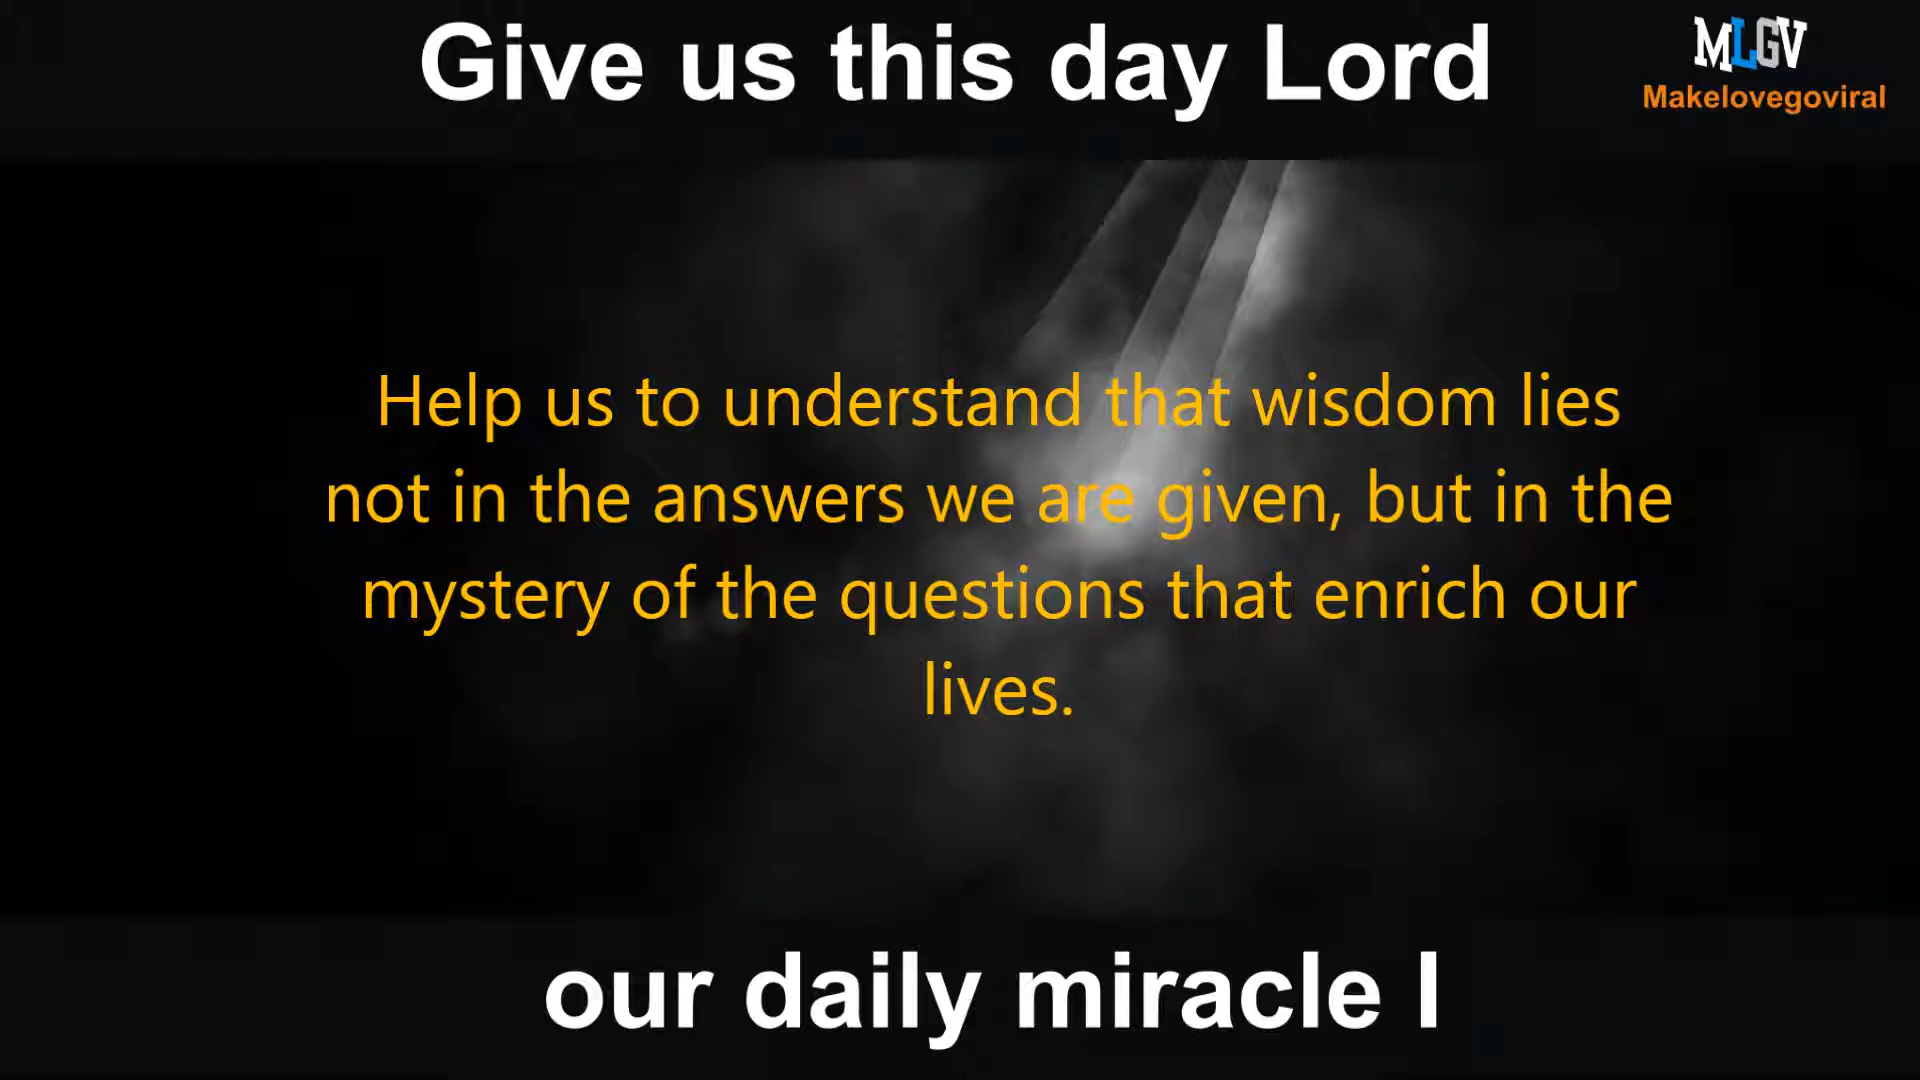 Give us this day Lord
MLGV
Makelovegoviral
Help us to understand that wisdom lies
not in the answers we are given, but in the
mystery of the questions that enrich our
lives.
our daily miracle I